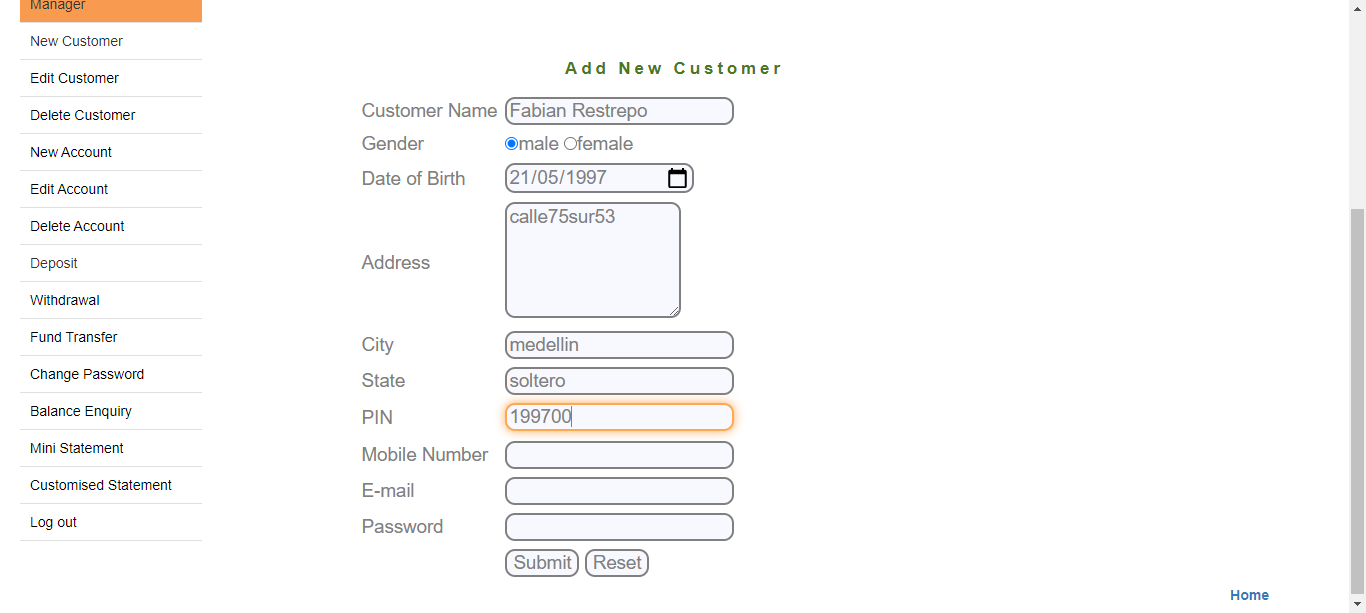 Manager
New Customer
Edit Customer
Delete Customer
New Account
Edit Account
Delete Account
Deposit
Withdrawal
Fund Transfer
Change Password
Balance Enquiry
Mini Statement
Customised Statement
Log out
Add New Customer
Customer Name Fabian Restrepo
Gender male female
Date of Birth 21/05/1997
Address calle75sur53
City medellin
State soltero
PIN 199700
Mobile Number
E-mail
Password
Submit Reset
Home